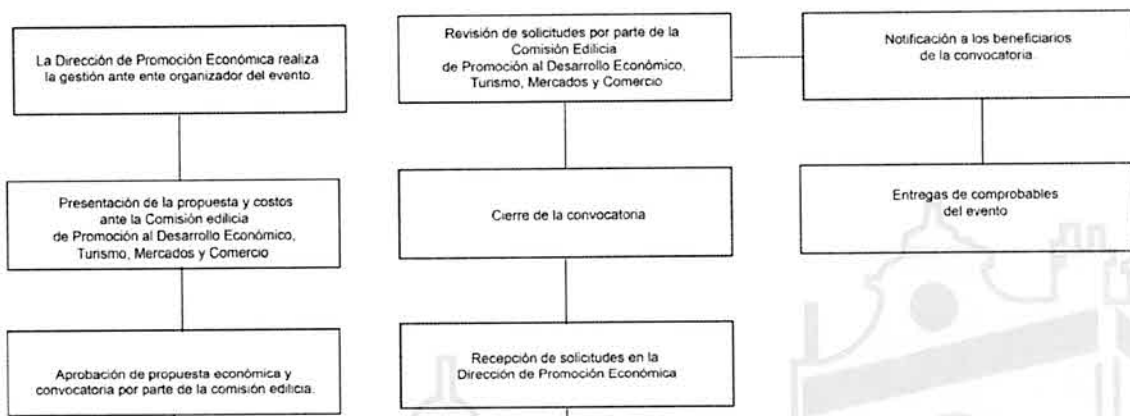 La Dirección de Promoción Económica realiza
la gestión ante ente organizador del evento.
Presentación de la propuesta y costos
ante la Comisión edilicia
de Promoción al Desarrollo Económico,
Turismo, Mercados y Comercio
Aprobación de propuesta económica y
convocatoria por parte de la comisión edilicia.
Revisión de solicitudes por parte de la
Comisión Edilicia
de Promoción al Desarrollo Económico,
Turismo, Mercados y Comercio
Cierre de la convocatoria
Recepción de solicitudes en la
Dirección de Promoción Económica
Notificación a los beneficiarios
de la convocatoria
Entregas de comprobables
del evento